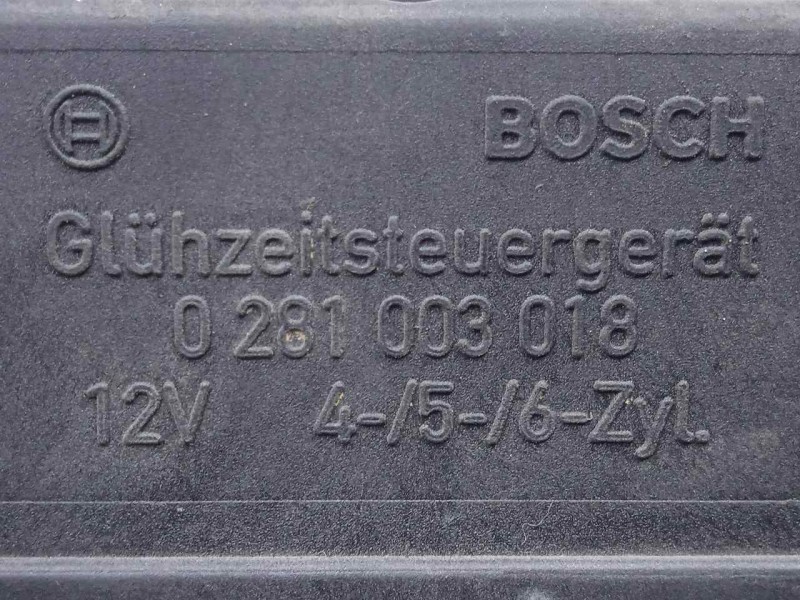 BOSCH
Glühzeitsteuergerät
0 281 003 018
12V 4-/5-/6-Zyl.